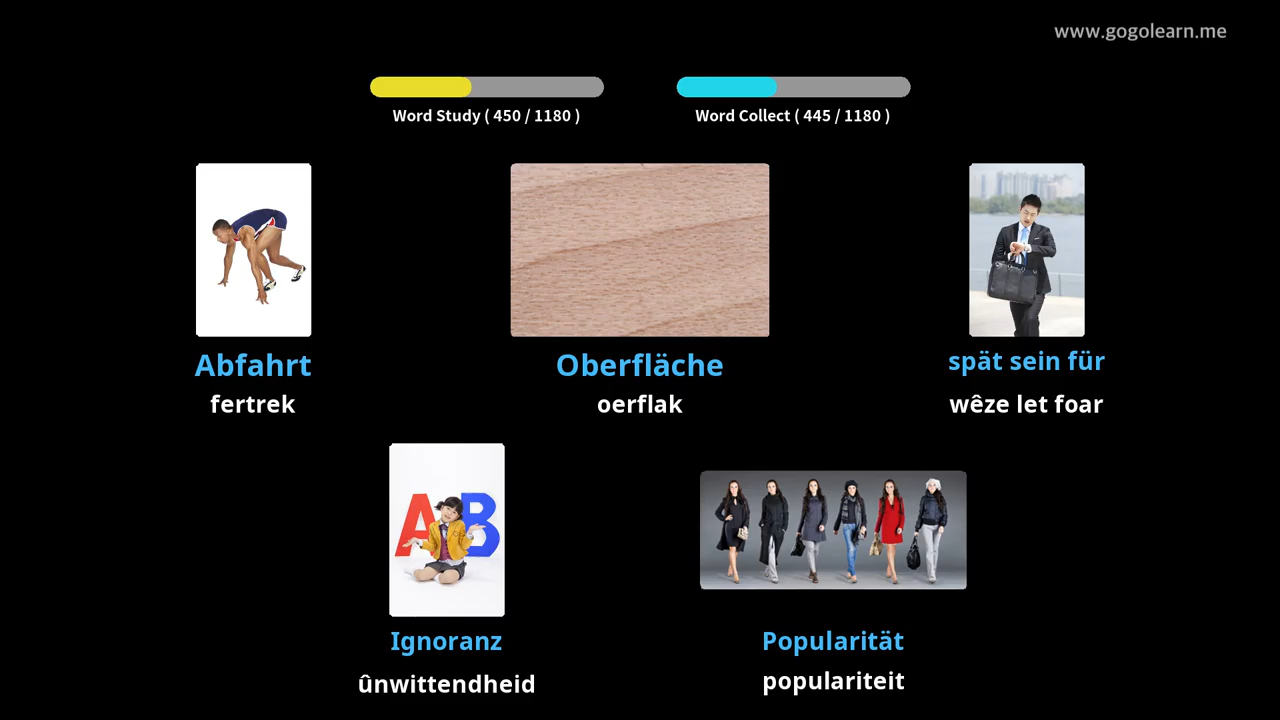 www.gogolearn.me
Word Study ( 450 / 1180 )
Word Collect ( 445 / 1180 )
Abfahrt
fertrek
Oberfläche
oerflak
spät sein für
wêze let foar
AB
Ignoranz
ûnwittendheid
Popularität
populariteit